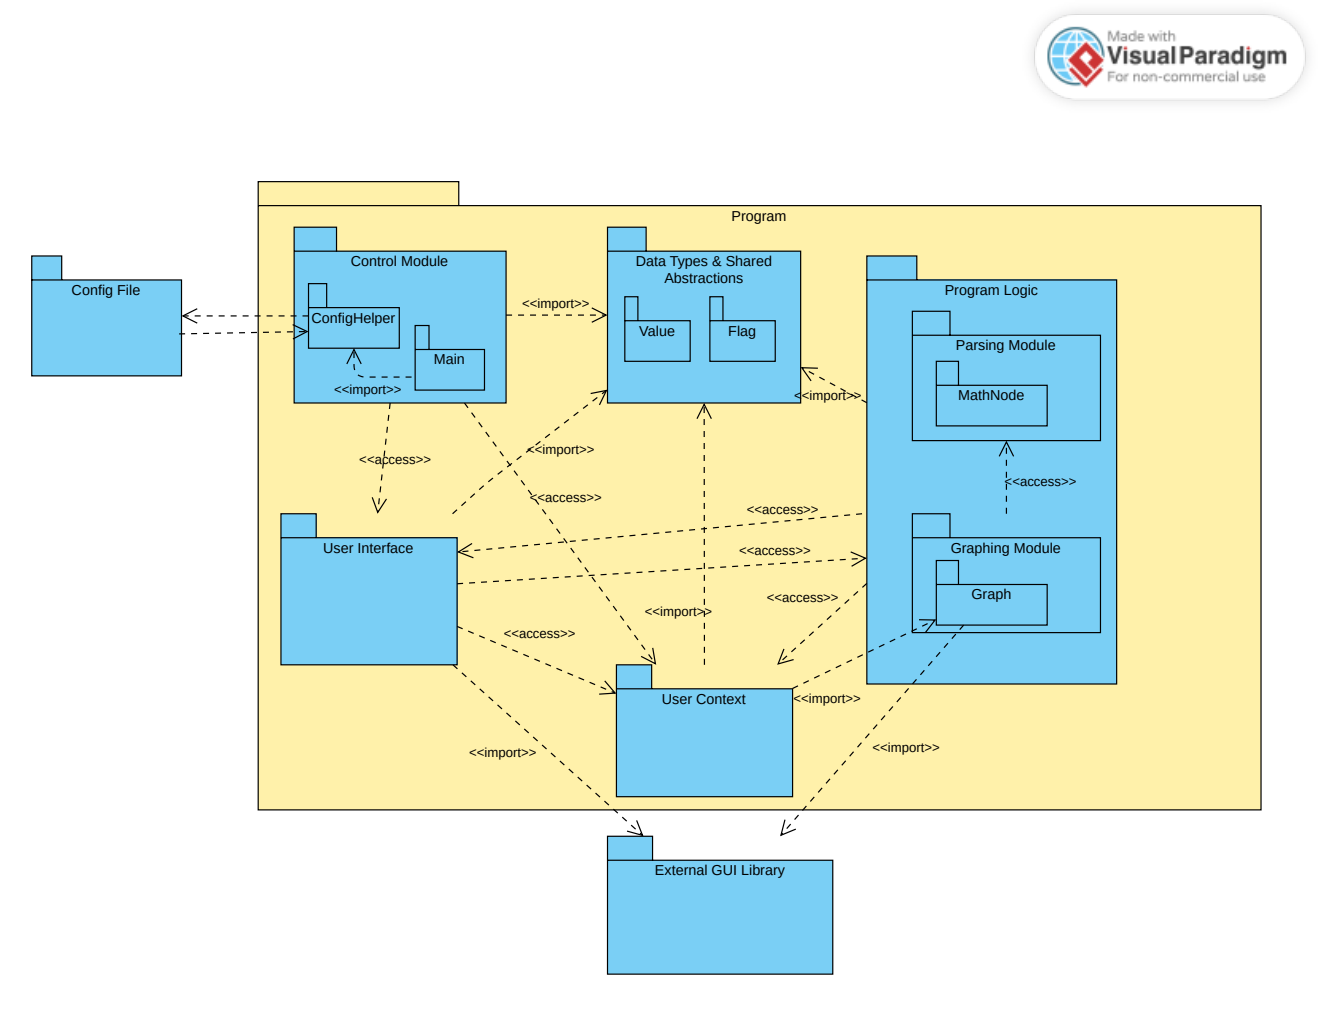 Made with
Visual Paradigm
For non-commercial use
Program
Control Module
Data Types & Shared
Abstractions
Config File
Program Logic
<<import>>
ConfigHelper
Value
Flag
Parsing Module
Main
<<import>>
<<import>>
MathNode
<<import>>
<<access>>
<<access>>
<<access>>
<<access>>
User Interface
Graphing Module
<<access>>
Graph
<<access>>
<<import>>
<<access>>
User Context
<<import>>
<<import>>
<<import>>
External GUI Library